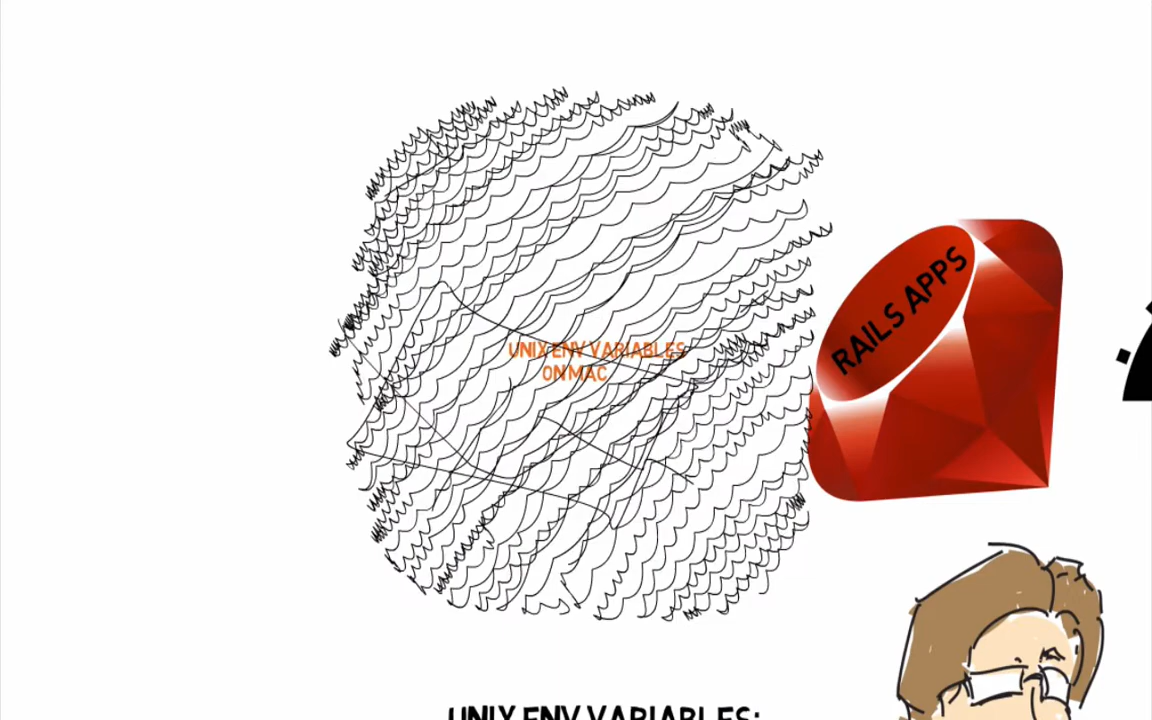 UNIX ENV VARIABLES
ON MAC
RAILS APPS
UNIX ENV VARIABLES: